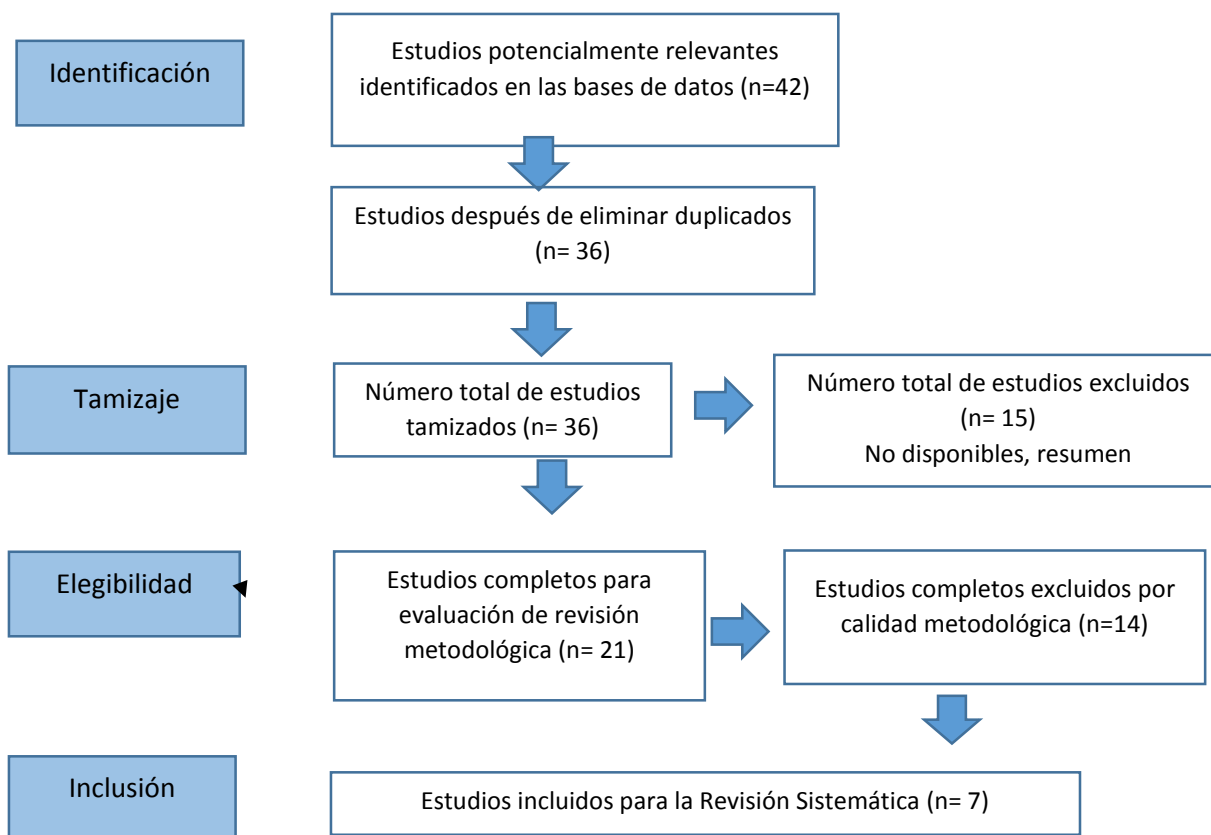 Identificación
Estudios potencialmente relevantes
identificados en las bases de datos (n=42)
Estudios después de eliminar duplicados
(n= 36)
Tamizaje
Número total de estudios
tamizados (n= 36)
Número total de estudios excluidos
(n= 15)
No disponibles, resumen
Elegibilidad
Estudios completos para
evaluación de revisión
metodológica (n= 21)
Estudios completos excluidos por
calidad metodológica (n=14)
Inclusión
Estudios incluidos para la Revisión Sistemática (n= 7)